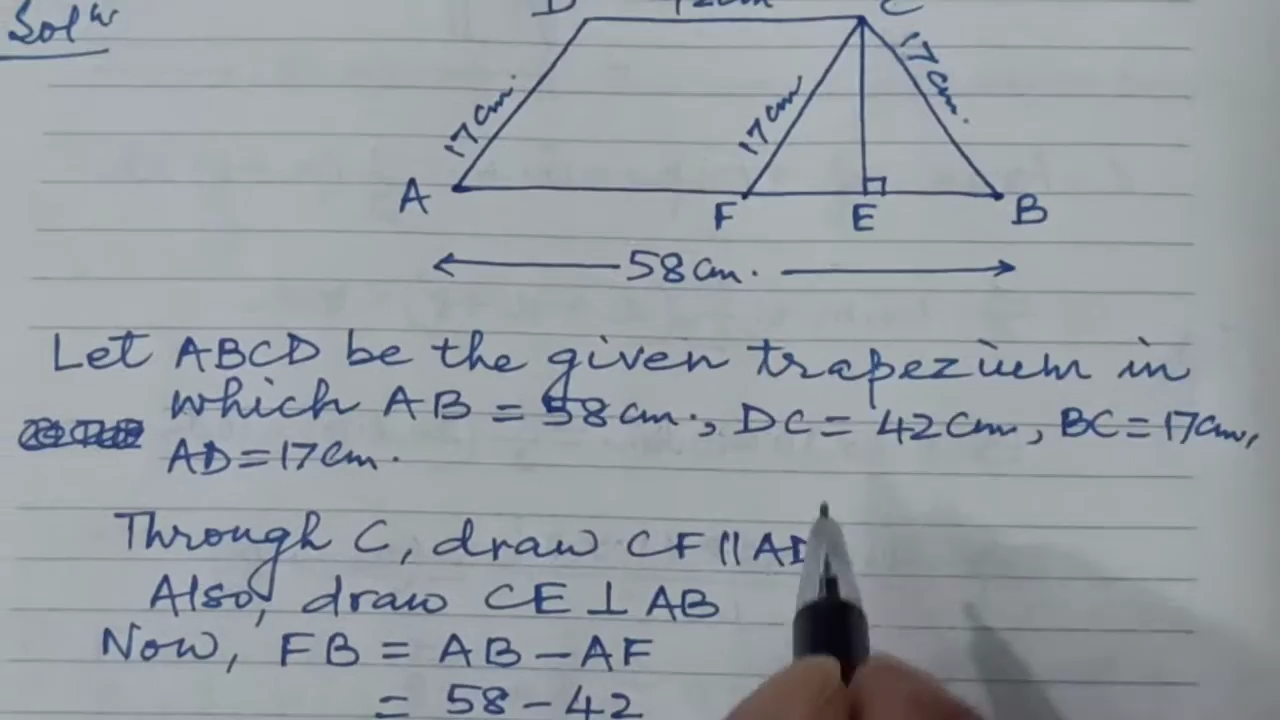 Solⁿ
D 42cm C
17cm. 17cm 17cm.
A F E B
58cm.
Let ABCD be the given trapezium in
which AB = 58cm., DC = 42cm, BC = 17cm,
AD = 17cm.
Through C, draw CF || AD
Also, draw CE ⊥ AB
Now, FB = AB - AF
= 58 - 42